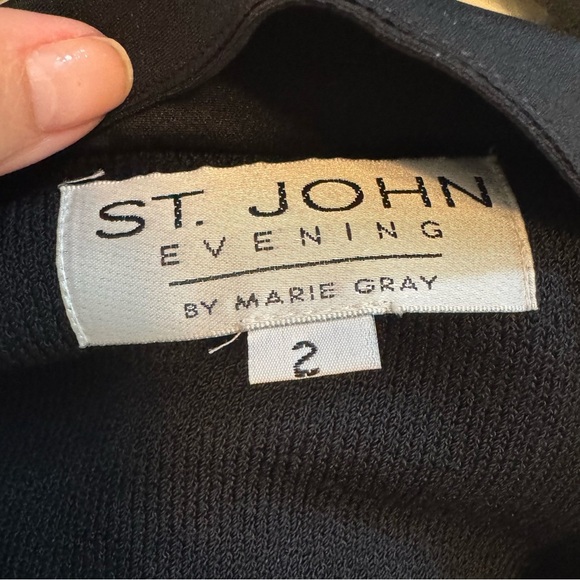 ST. JOHN
EVENING
BY MARIE GRAY
2